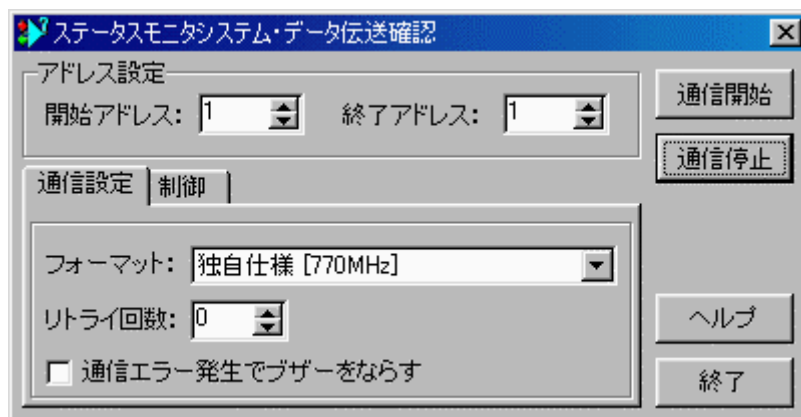 ステータスモニタシステム・データ伝送確認
アドレス設定
開始アドレス: 1 終了アドレス: 1
通信開始
通信停止
通信設定 制御
フォーマット: 独自仕様 [770MHz]
リトライ回数: 0
通信エラー発生でブザーをならす
ヘルプ
終了